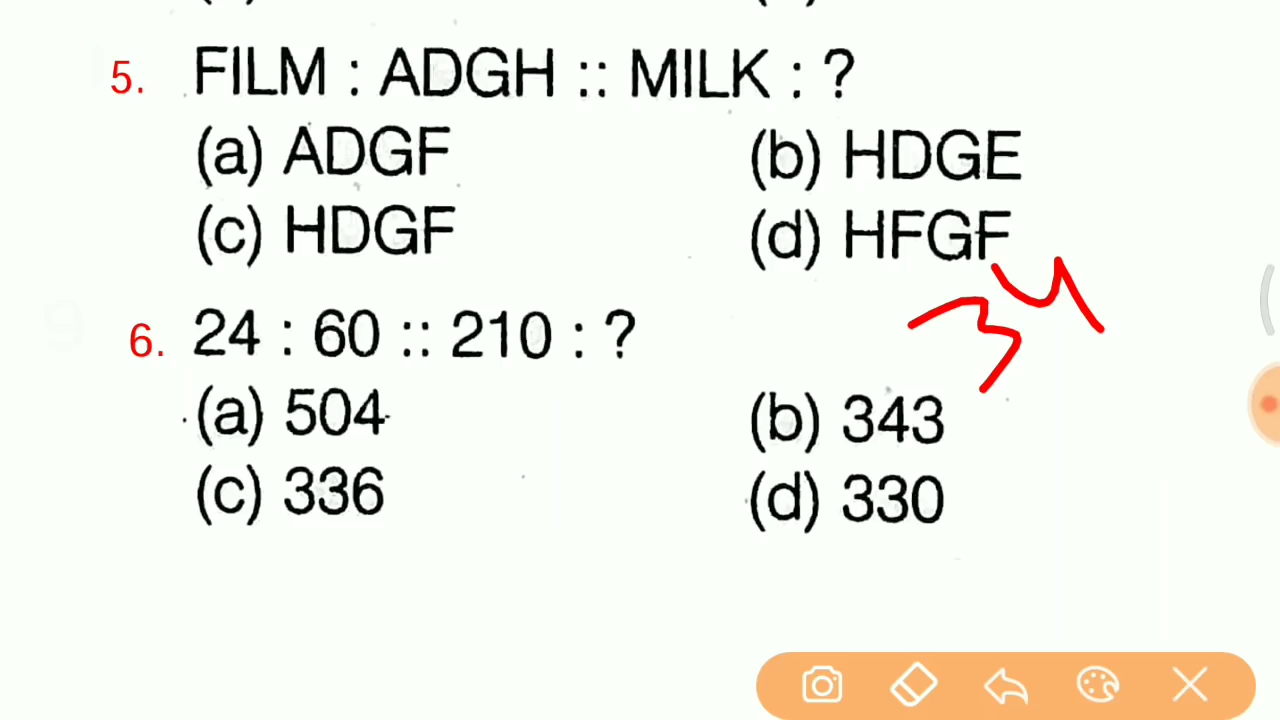 5. FILM : ADGH :: MILK : ?
(a) ADGF (b) HDGE
(c) HDGF (d) HFGF
6. 24 : 60 :: 210 : ?
(a) 504 (b) 343
(c) 336 (d) 330